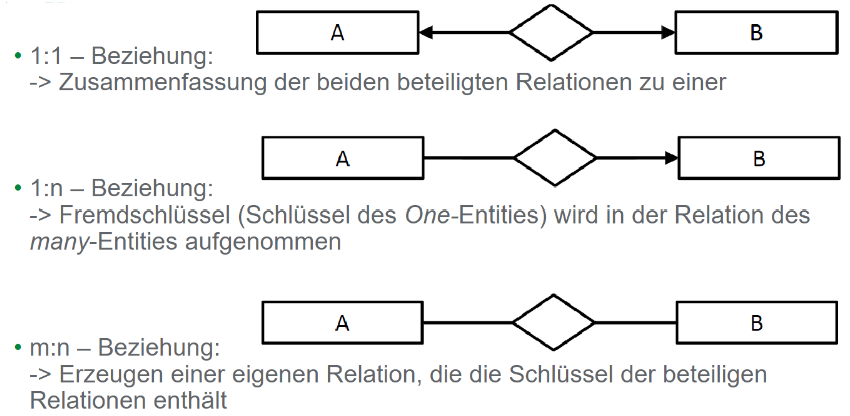 A
B
• 1:1 – Beziehung:
-> Zusammenfassung der beiden beteiligten Relationen zu einer
A
B
• 1:n – Beziehung:
-> Fremdschlüssel (Schlüssel des One-Entities) wird in der Relation des
many-Entities aufgenommen
A
B
• m:n – Beziehung:
-> Erzeugen einer eigenen Relation, die die Schlüssel der beteiligen
Relationen enthält